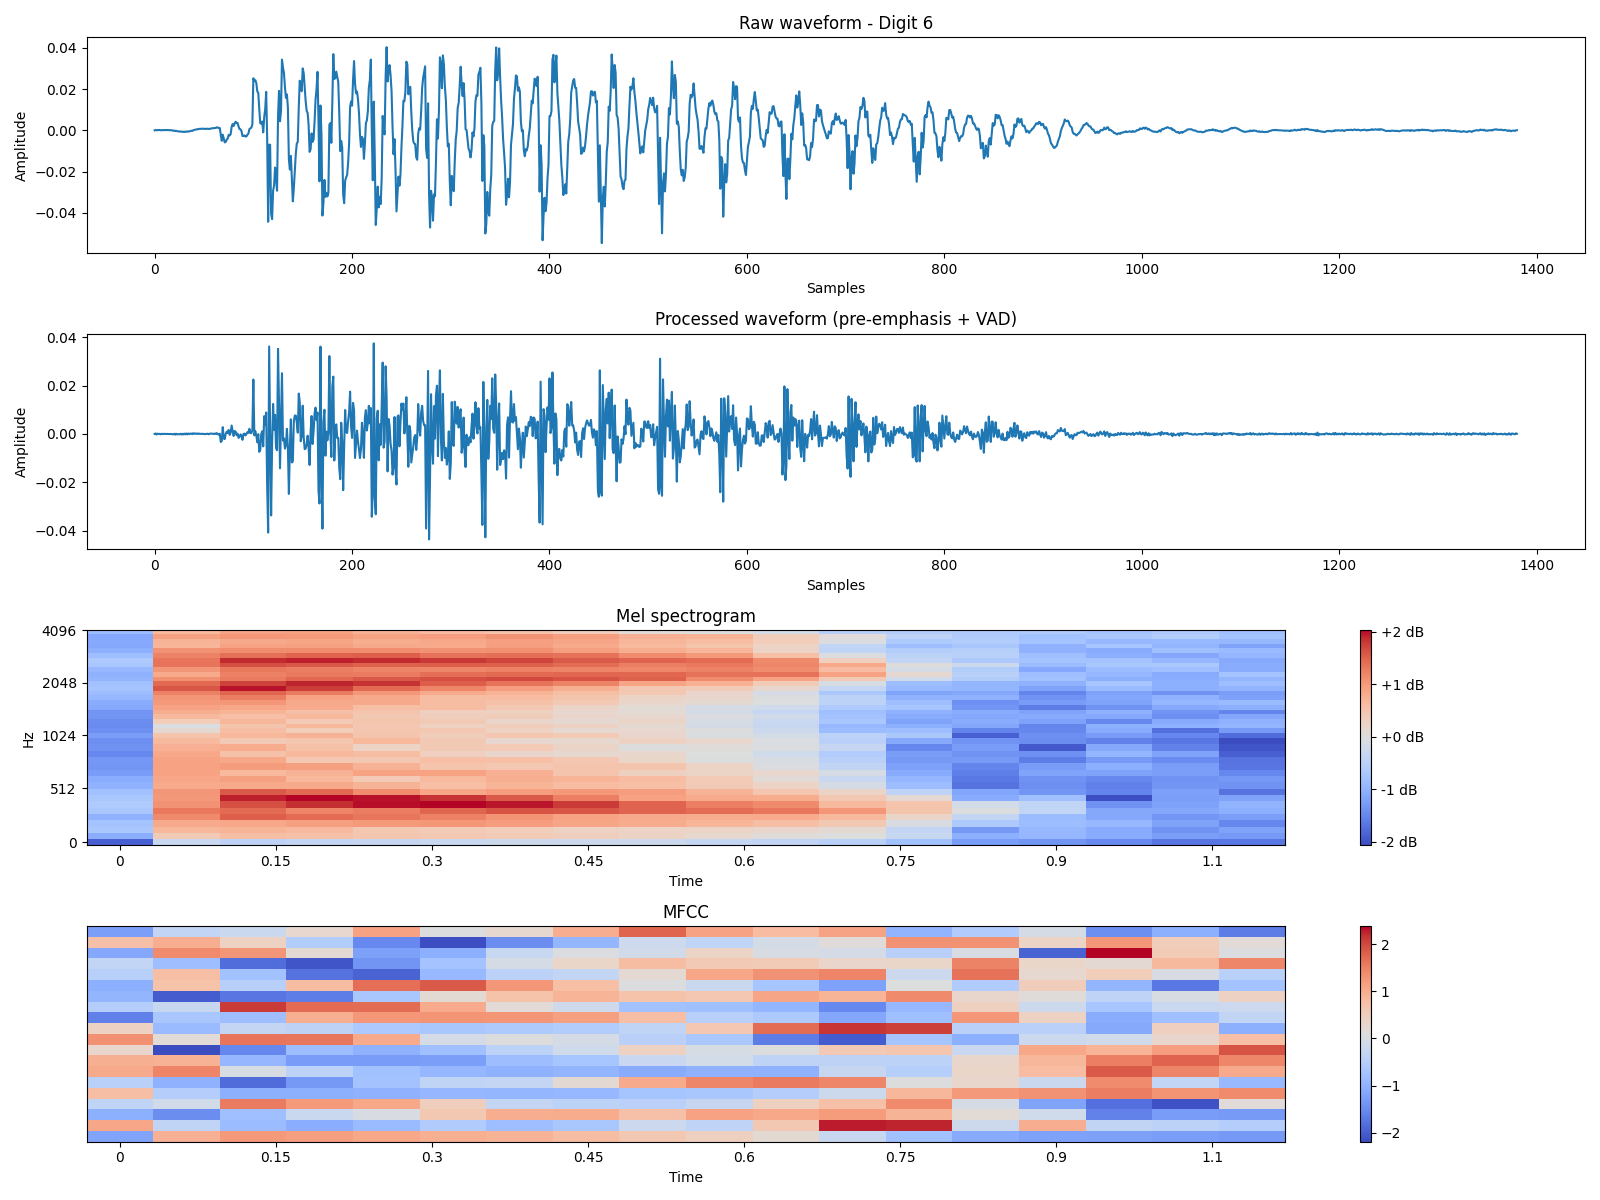 Raw waveform - Digit 6
0.04
0.02
0.00
−0.02
−0.04
Amplitude
0 200 400 600 800 1000 1200 1400
Samples
Processed waveform (pre-emphasis + VAD)
0.04
0.02
0.00
−0.02
−0.04
Amplitude
0 200 400 600 800 1000 1200 1400
Samples
Mel spectrogram
4096
2048
1024
512
0
Hz
0 0.15 0.3 0.45 0.6 0.75 0.9 1.1
Time
+2 dB
+1 dB
+0 dB
-1 dB
-2 dB
MFCC
0 0.15 0.3 0.45 0.6 0.75 0.9 1.1
Time
2
1
0
−1
−2